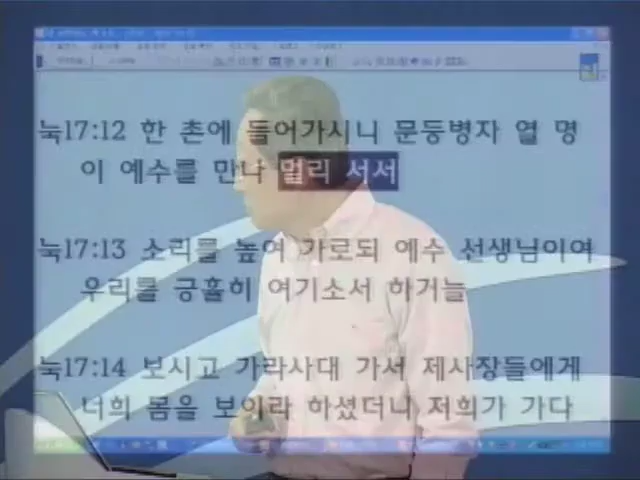 눅17:12 한 촌에 들어가시니 문둥병자 열 명
이 예수를 만나 멀리 서서
눅17:13 소리를 높여 가로되 예수 선생님이여
우리를 긍휼히 여기소서 하거늘
눅17:14 보시고 가라사대 가서 제사장들에게
너희 몸을 보이라 하셨더니 저희가 가다